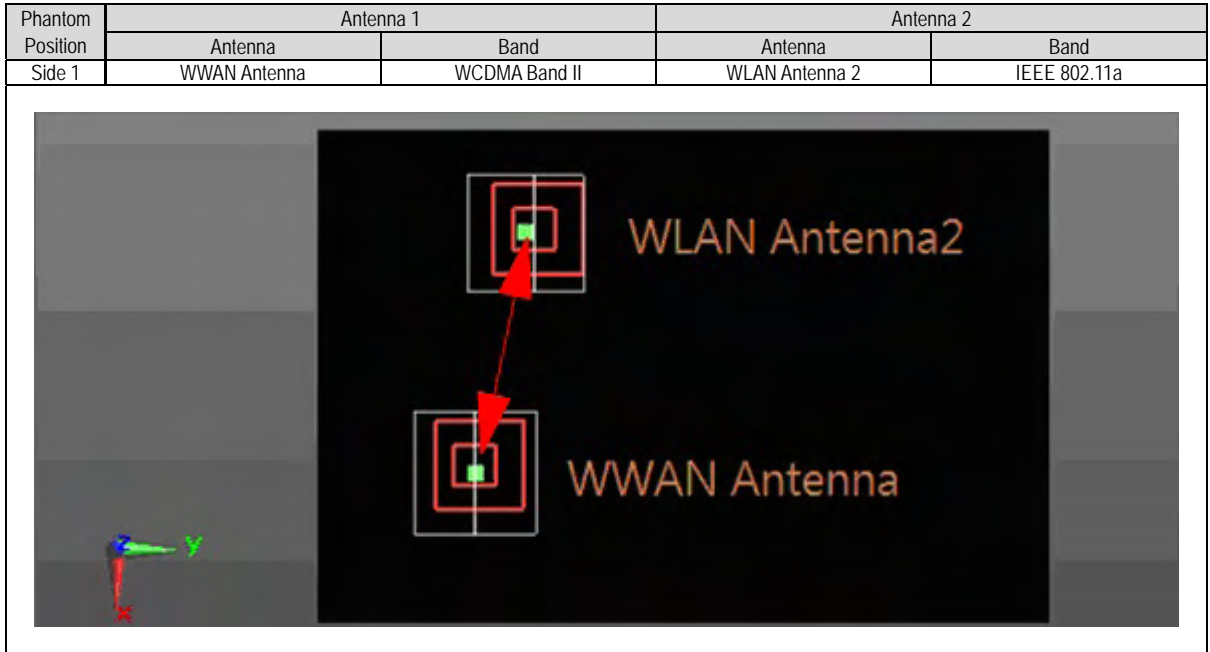 Phantom Position Antenna 1 Antenna 2
Antenna Band Antenna Band
Side 1 WWAN Antenna WCDMA Band II WLAN Antenna 2 IEEE 802.11a
WLAN Antenna2
WWAN Antenna
z y
x